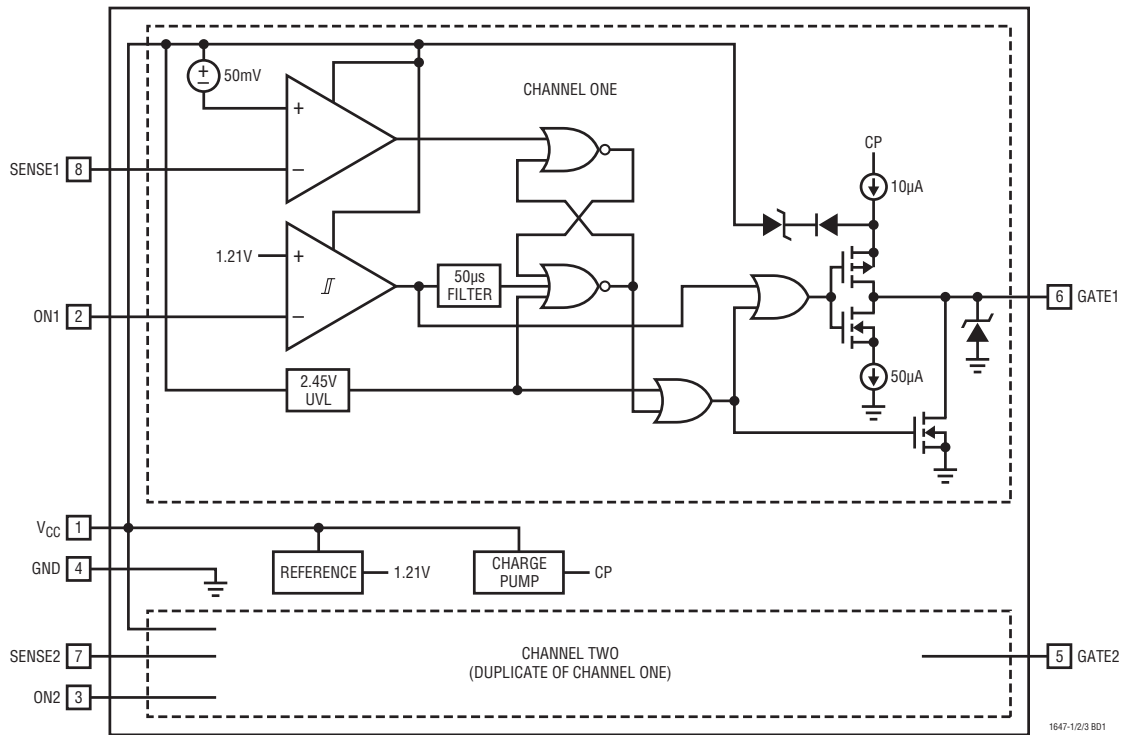 50mV
+
−
CHANNEL ONE
+
CP
SENSE1 8
−
10µA
1.21V
+
50µs
FILTER
6 GATE1
ON1 2
−
2.45V
UVL
50µA
VCC 1
GND 4
REFERENCE
1.21V
CHARGE
PUMP
CP
SENSE2 7
CHANNEL TWO
(DUPLICATE OF CHANNEL ONE)
5 GATE2
ON2 3
1647-1/2/3 BD1